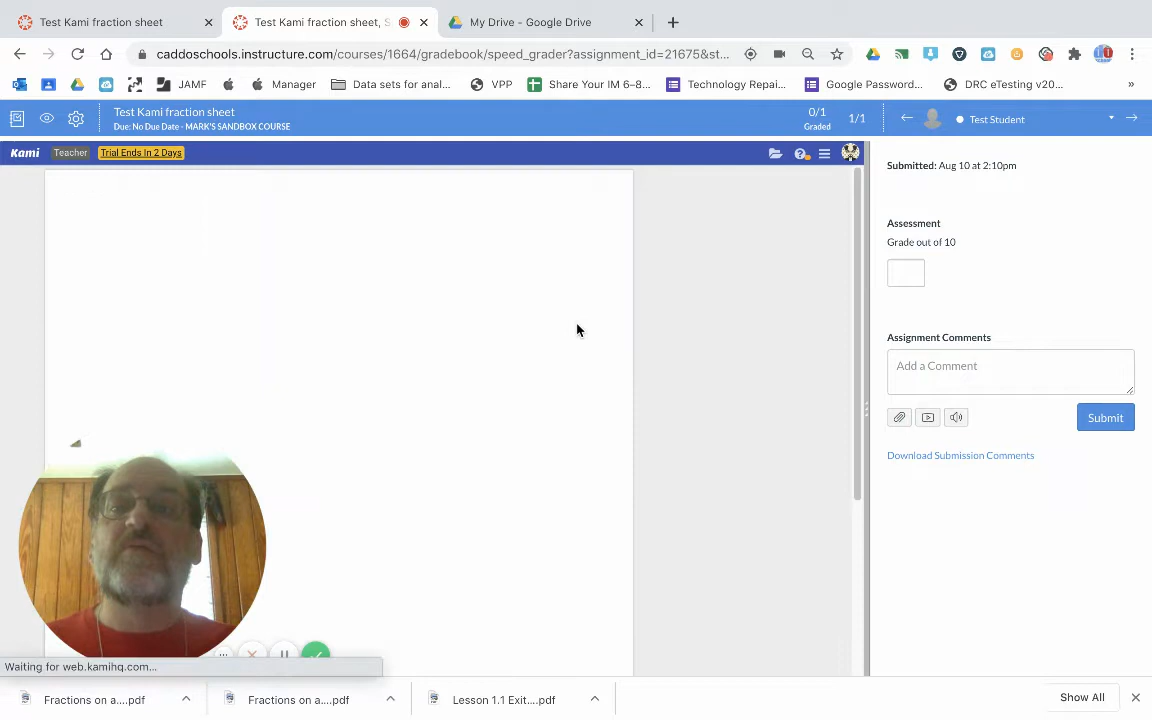 Test Kami fraction sheet
Test Kami fraction sheet, S
My Drive - Google Drive
caddoschools.instructure.com/courses/1664/gradebook/speed_grader?assignment_id=21675&st...
JAMF
Manager
Data sets for anal...
VPP
Share Your IM 6–8...
Technology Repai...
Google Password...
DRC eTesting v20...
»
Test Kami fraction sheet
Due: No Due Date - MARK'S SANDBOX COURSE
0/1
Graded
1/1
Test Student
Kami
Teacher
Trial Ends In 2 Days
Submitted: Aug 10 at 2:10pm
Assessment
Grade out of 10
Assignment Comments
Add a Comment
Submit
Download Submission Comments
Waiting for web.kamihq.com...
Fractions on a....pdf
Fractions on a....pdf
Lesson 1.1 Exit....pdf
Show All